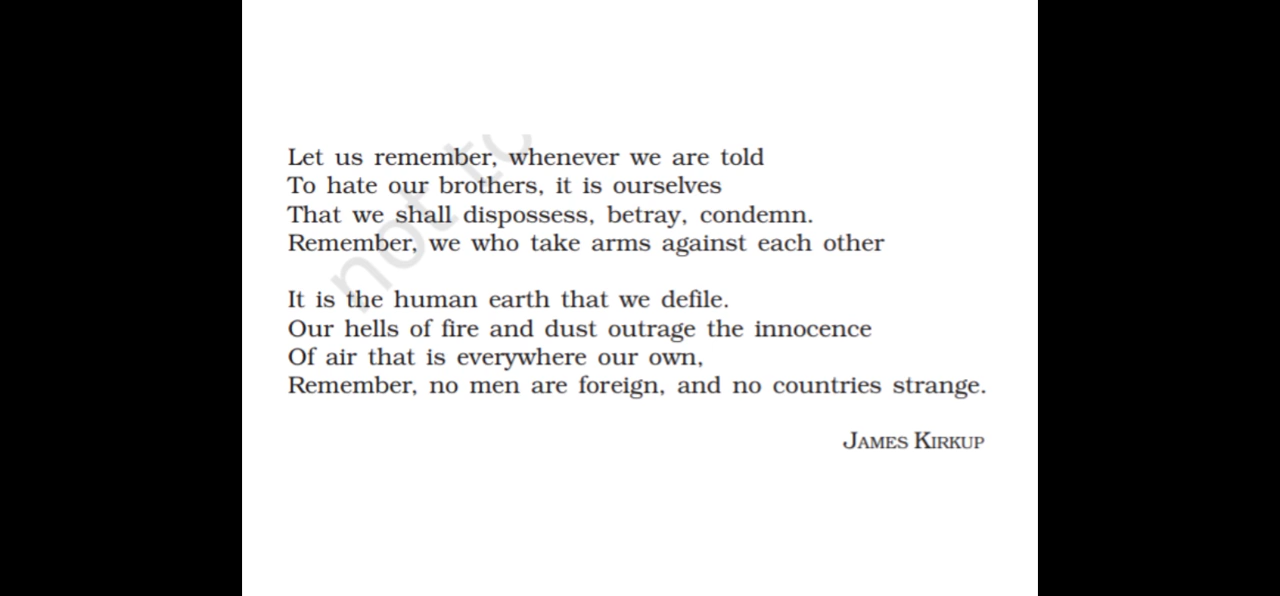 Let us remember, whenever we are told
To hate our brothers, it is ourselves
That we shall dispossess, betray, condemn.
Remember, we who take arms against each other
It is the human earth that we defile.
Our hells of fire and dust outrage the innocence
Of air that is everywhere our own,
Remember, no men are foreign, and no countries strange.
JAMES KIRKUP
not to